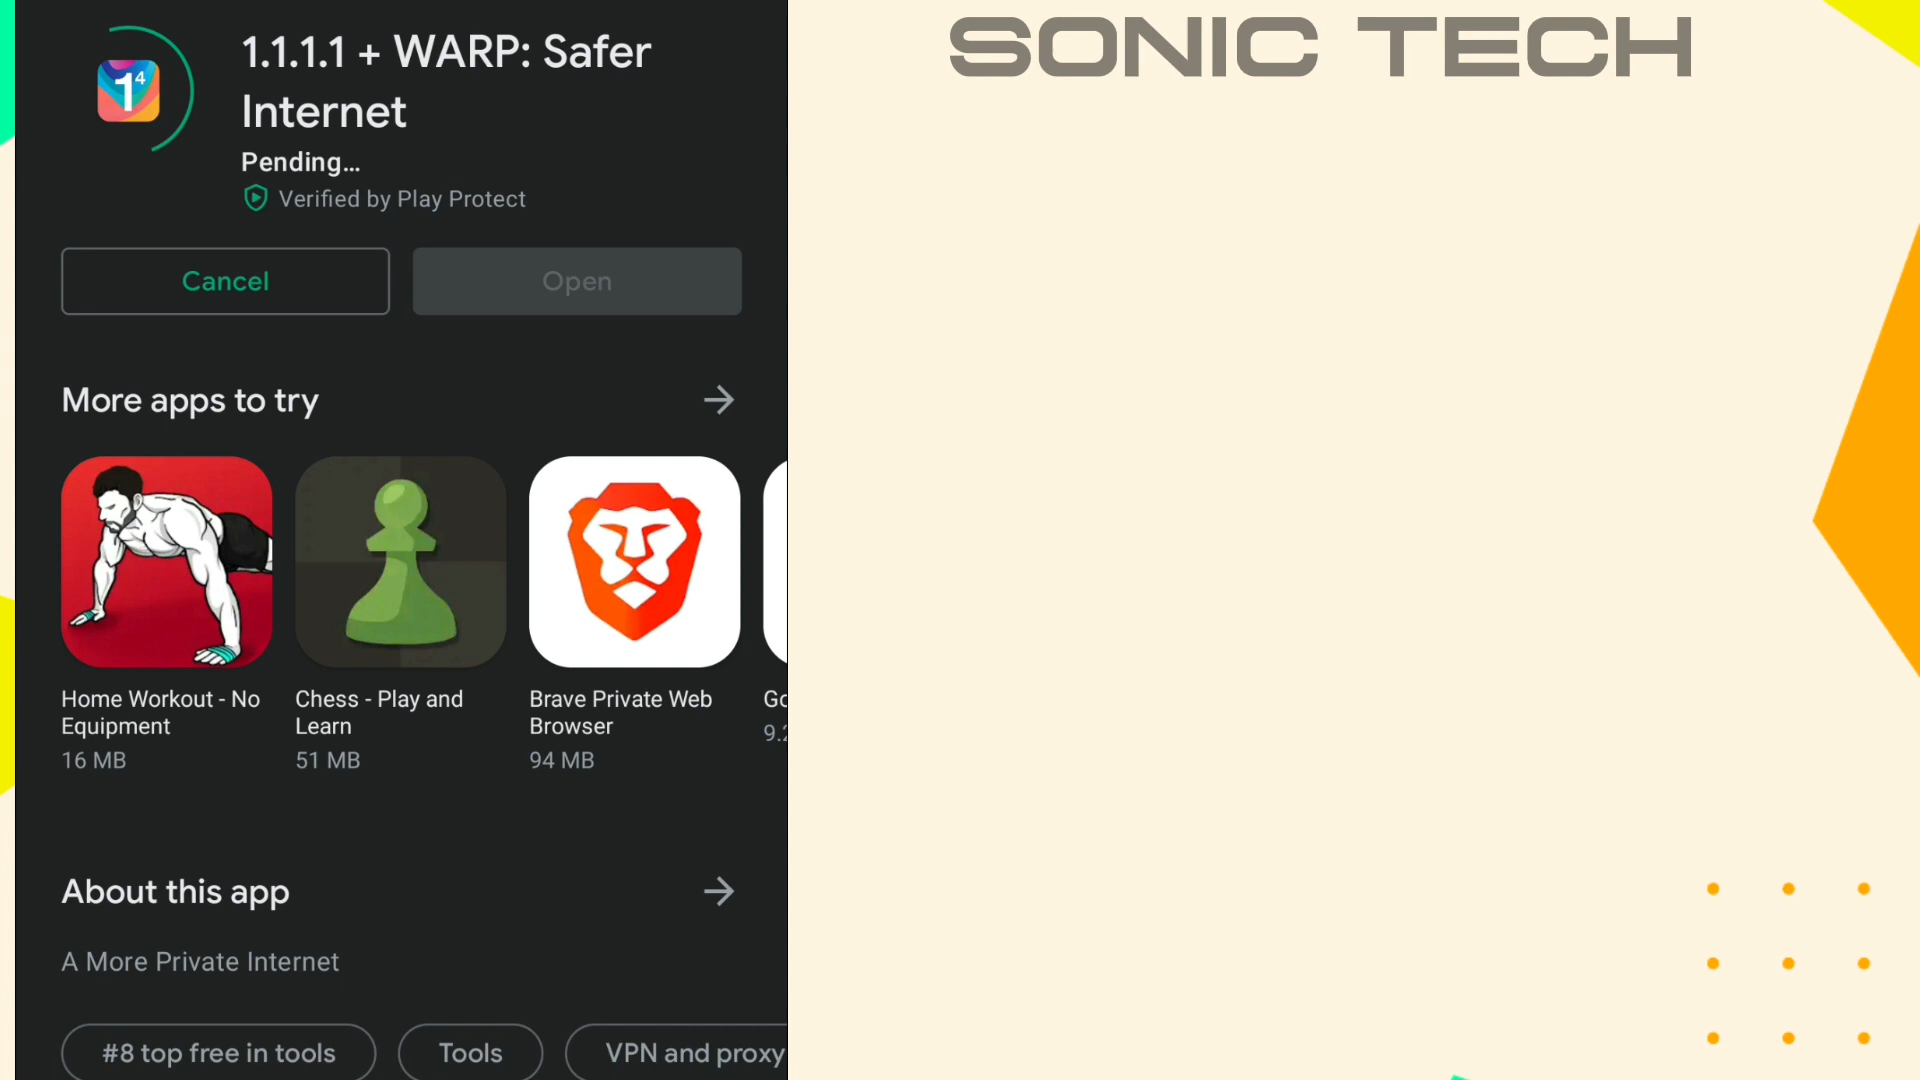 SONIC TECH
1.1.1.1 + WARP: Safer
Internet
Pending...
Verified by Play Protect
Cancel
Open
More apps to try
Home Workout - No
Equipment
16 MB
Chess - Play and
Learn
51 MB
Brave Private Web
Browser
94 MB
About this app
A More Private Internet
#8 top free in tools
Tools
VPN and proxy